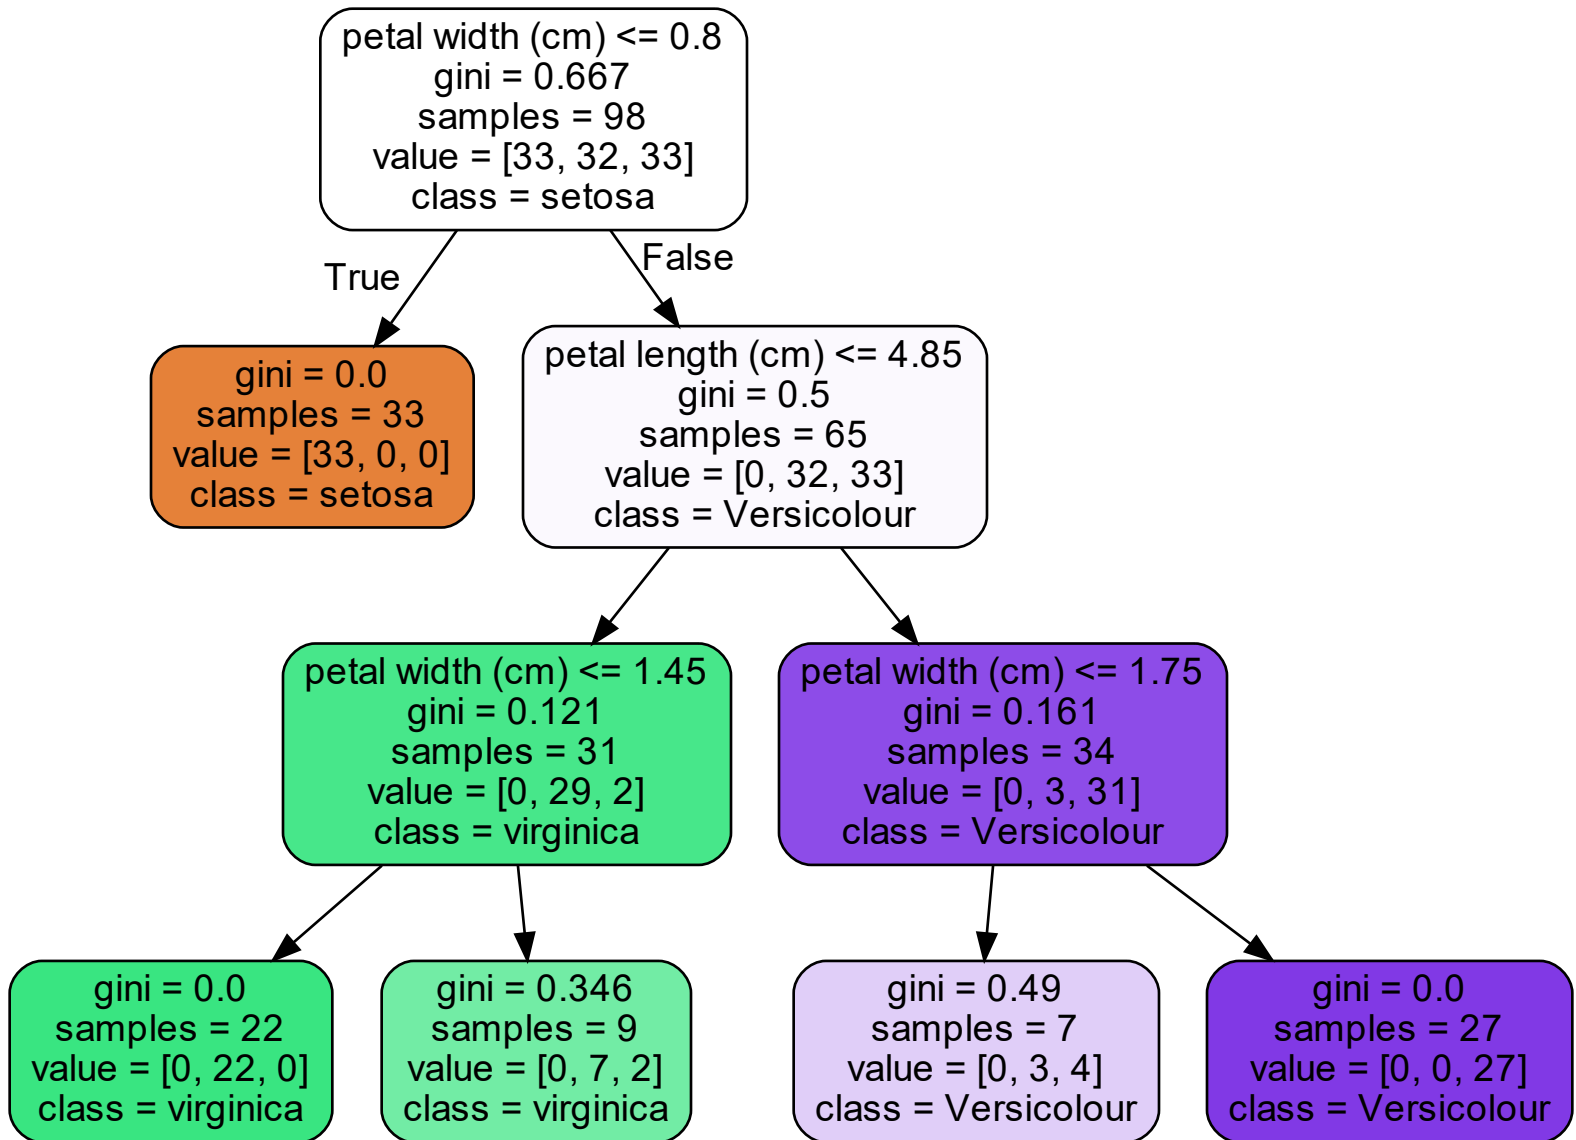 petal width (cm) <= 0.8
gini = 0.667
samples = 98
value = [33, 32, 33]
class = setosa
True
False
gini = 0.0
samples = 33
value = [33, 0, 0]
class = setosa
petal length (cm) <= 4.85
gini = 0.5
samples = 65
value = [0, 32, 33]
class = Versicolour
petal width (cm) <= 1.45
gini = 0.121
samples = 31
value = [0, 29, 2]
class = virginica
petal width (cm) <= 1.75
gini = 0.161
samples = 34
value = [0, 3, 31]
class = Versicolour
gini = 0.0
samples = 22
value = [0, 22, 0]
class = virginica
gini = 0.346
samples = 9
value = [0, 7, 2]
class = virginica
gini = 0.49
samples = 7
value = [0, 3, 4]
class = Versicolour
gini = 0.0
samples = 27
value = [0, 0, 27]
class = Versicolour